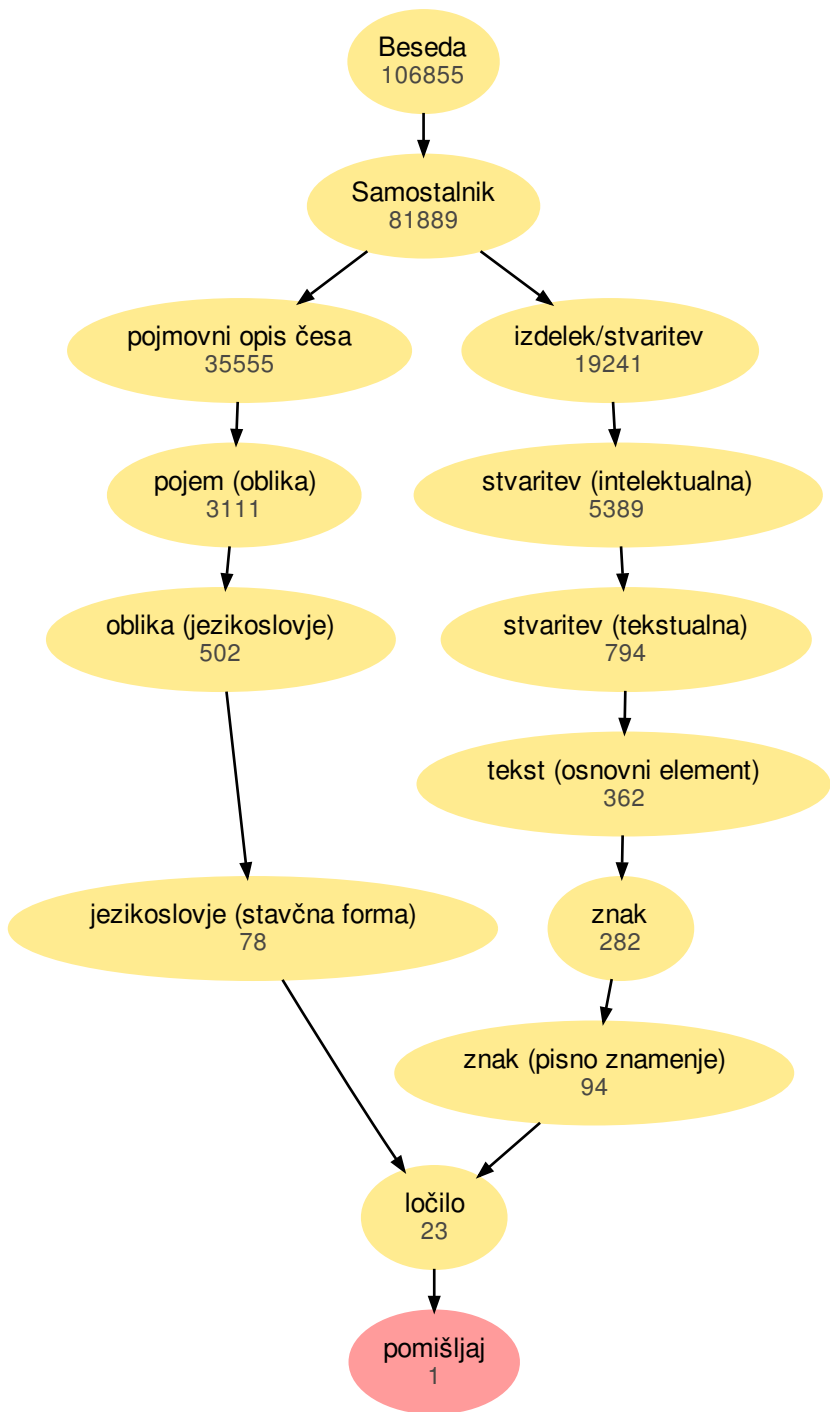 Beseda
106855
Samostalnik
81889
pojmovni opis česa
35555
izdelek/stvaritev
19241
pojem (oblika)
3111
stvaritev (intelektualna)
5389
oblika (jezikoslovje)
502
stvaritev (tekstualna)
794
tekst (osnovni element)
362
jezikoslovje (stavčna forma)
78
znak
282
znak (pisno znamenje)
94
ločilo
23
pomišljaj
1